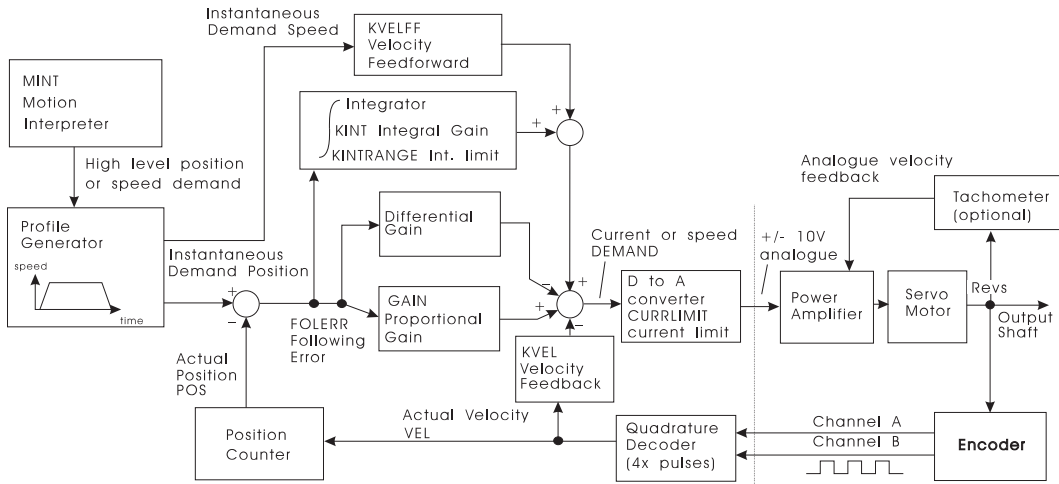 Instantaneous
Demand Speed
KVELFF
Velocity
Feedforward
MINT
Motion
Interpreter
Integrator
KINT Integral Gain
KINTRANGE Int. limit
+
+
High level position
or speed demand
Analogue velocity
feedback
Tachometer
(optional)
Profile
Generator
speed
time
Instantaneous
Demand Position
Differential
Gain
Current or speed
DEMAND
+/- 10V
analogue
+
-
FOLERR
Following
Error
GAIN
Proportional
Gain
-
+
+
-
D to A
converter
CURRLIMIT
current limit
Power
Amplifier
Servo
Motor
Revs
Output
Shaft
Actual
Position
POS
KVEL
Velocity
Feedback
Position
Counter
Actual Velocity
VEL
Quadrature
Decoder
(4x pulses)
Channel A
Channel B
Encoder